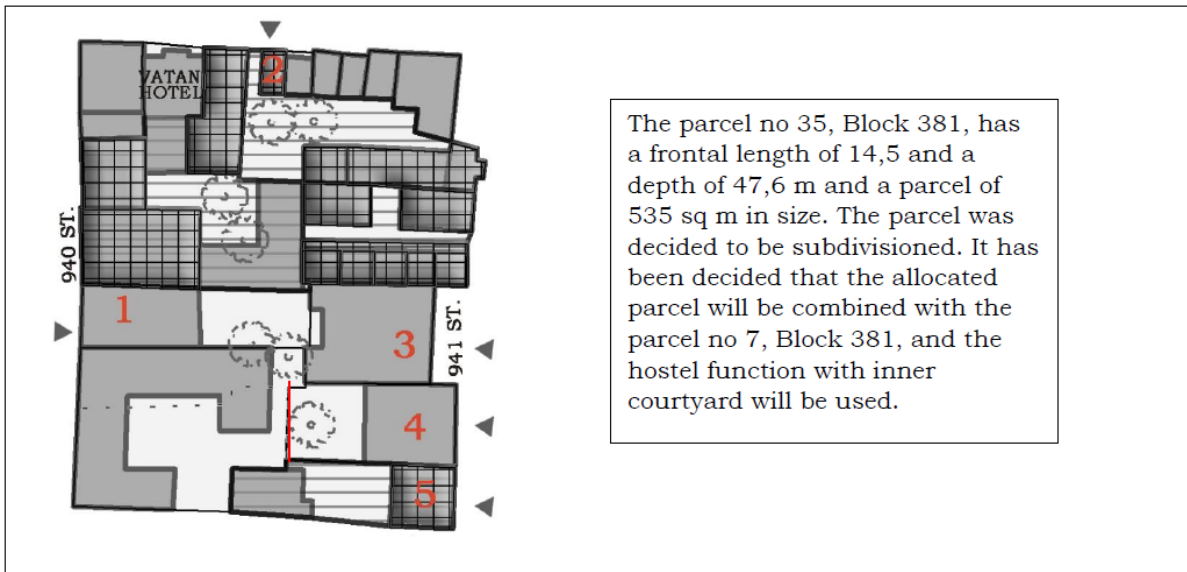 2
VATAN
HOTEL
940 ST.
1
3
941 ST.
4
5
The parcel no 35, Block 381, has
a frontal length of 14,5 and a
depth of 47,6 m and a parcel of
535 sq m in size. The parcel was
decided to be subdivisioned. It has
been decided that the allocated
parcel will be combined with the
parcel no 7, Block 381, and the
hostel function with inner
courtyard will be used.